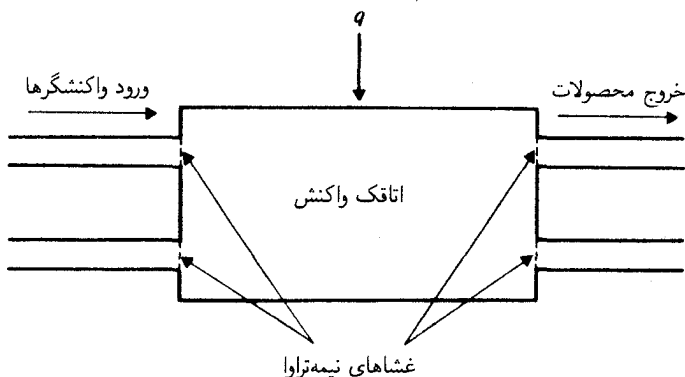 q
ورود واکنشگرها
خروج محصولات
اتاقک واکنش
غشاهای نیمه‌تراوا